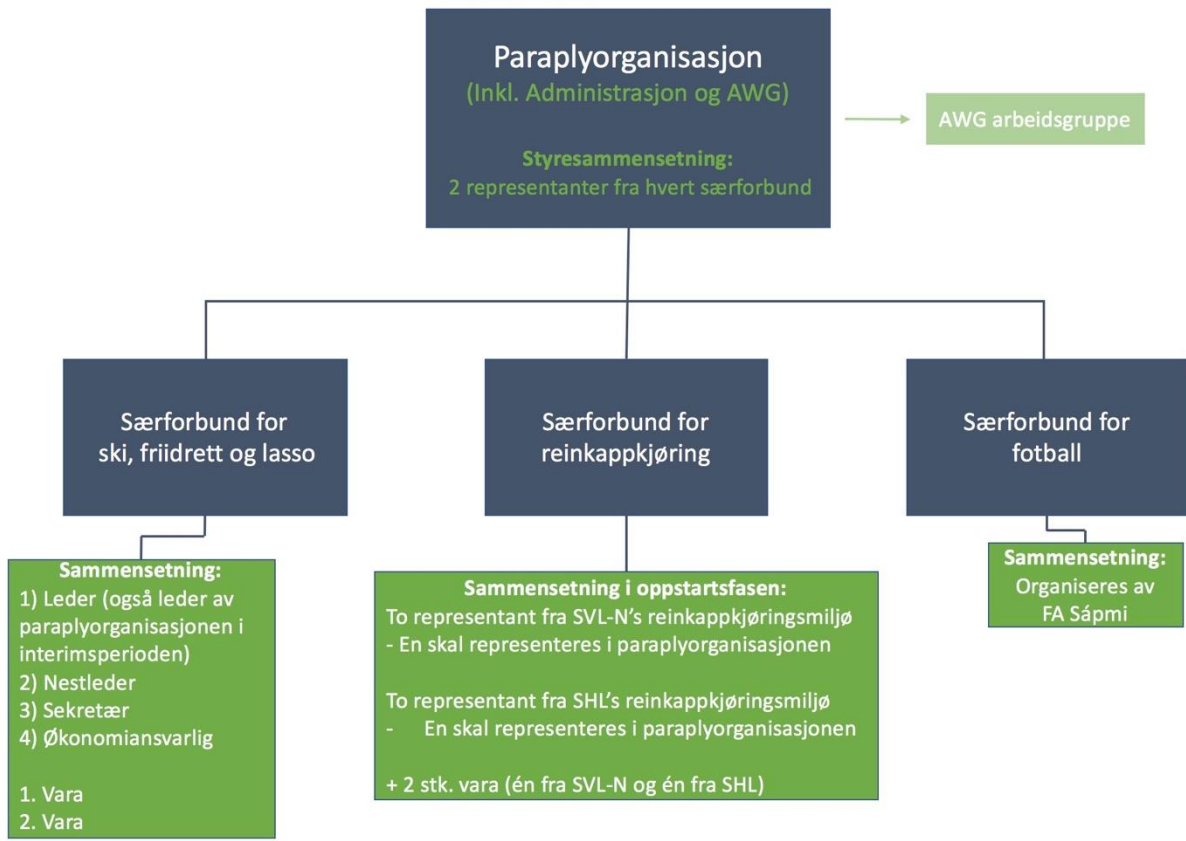 Paraplyorganisasjon
(Inkl. Administrasjon og AWG)
Styresammensetning:
2 representanter fra hvert særforbund
AWG arbeidsgruppe
Særforbund for
ski, friidrett og lasso
Særforbund for
reinkappkjøring
Særforbund for
fotball
Sammensetning:
1) Leder (også leder av
paraplyorganisasjonen i
interimsperioden)
2) Nestleder
3) Sekretær
4) Økonomiansvarlig
1. Vara
2. Vara
Sammensetning i oppstartsfasen:
To representant fra SVL-N’s reinkappkjøringsmiljø
- En skal representeres i paraplyorganisasjonen
To representant fra SHL’s reinkappkjøringsmiljø
- En skal representeres i paraplyorganisasjonen
+ 2 stk. vara (én fra SVL-N og én fra SHL)
Sammensetning:
Organiseres av
FA Sápmi